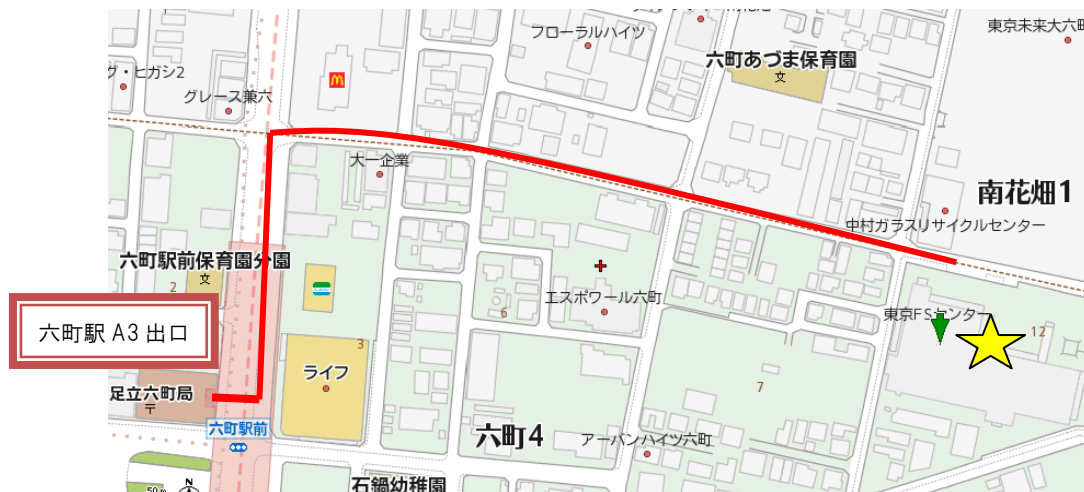 フローラルハイツ
東京未来大六町
グ・ヒガシ2
六町あづま保育園
文
グレース兼六
大一企業
南花畑1
中村ガラスリサイクルセンター
六町駅前保育園分園
文
2
エスポワール六町
6
東京FSセンター
12
六町駅 A3 出口
3
ライフ
7
足立六町局
〒
六町駅前
六町4
アーバンハイツ六町
石鍋幼稚園
50m
N